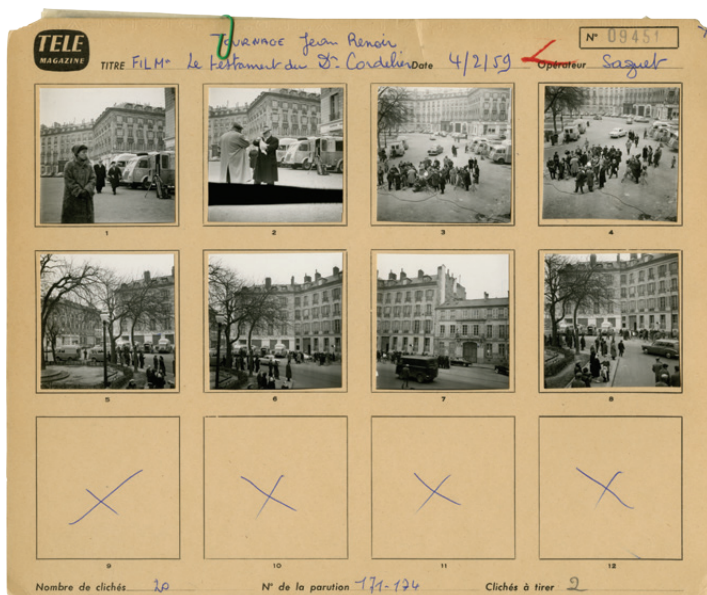 TOURNAGE Jean Renoir
N° 09451
TELE
MAGAZINE
TITRE FILM Le Testament du Dr Cordelier Date 4/2/59 Opérateur Saguet
1 2 3 4
5 6 7 8
9 10 11 12
Nombre de clichés 20 N° de la parution 171-174 Clichés à tirer 2